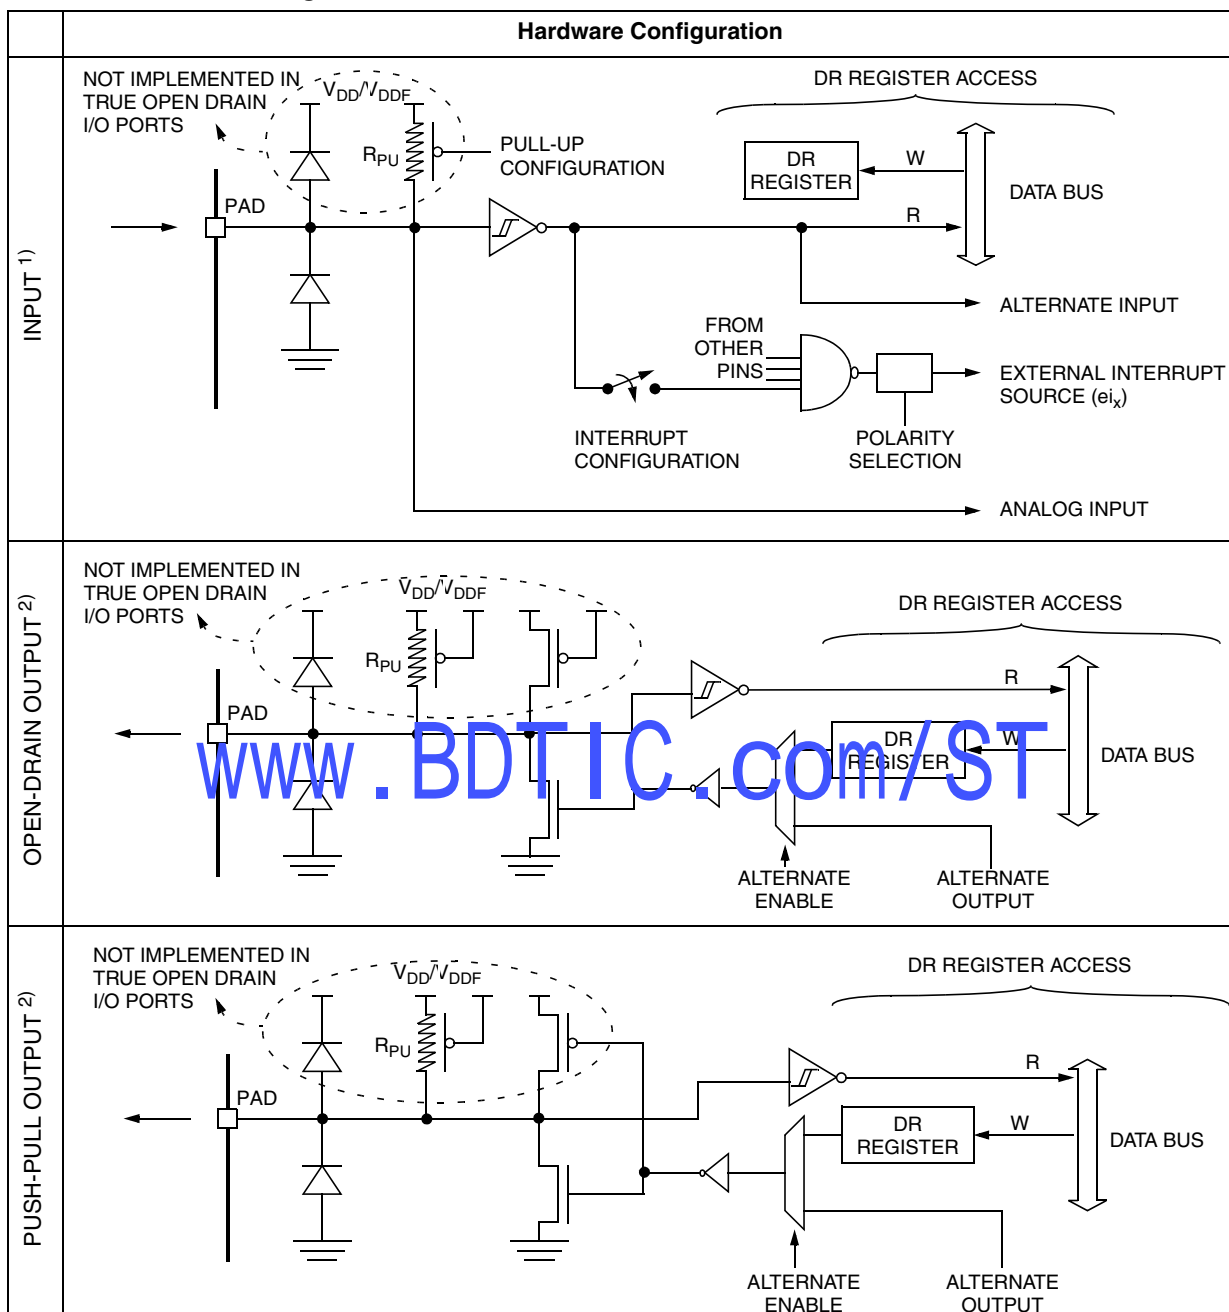 Hardware Configuration
INPUT 1)
NOT IMPLEMENTED IN
TRUE OPEN DRAIN
I/O PORTS
VDD/VDDF
RPU
PULL-UP
CONFIGURATION
PAD
DR REGISTER ACCESS
DR
REGISTER
W
R
DATA BUS
ALTERNATE INPUT
FROM
OTHER
PINS
EXTERNAL INTERRUPT
SOURCE (eix)
INTERRUPT
CONFIGURATION
POLARITY
SELECTION
ANALOG INPUT
OPEN-DRAIN OUTPUT 2)
NOT IMPLEMENTED IN
TRUE OPEN DRAIN
I/O PORTS
VDD/VDDF
RPU
PAD
DR REGISTER ACCESS
R
DR
REGISTER
W
DATA BUS
ALTERNATE
ENABLE
ALTERNATE
OUTPUT
www.BDTIC.com/ST
PUSH-PULL OUTPUT 2)
NOT IMPLEMENTED IN
TRUE OPEN DRAIN
I/O PORTS
VDD/VDDF
RPU
PAD
DR REGISTER ACCESS
R
DR
REGISTER
W
DATA BUS
ALTERNATE
ENABLE
ALTERNATE
OUTPUT